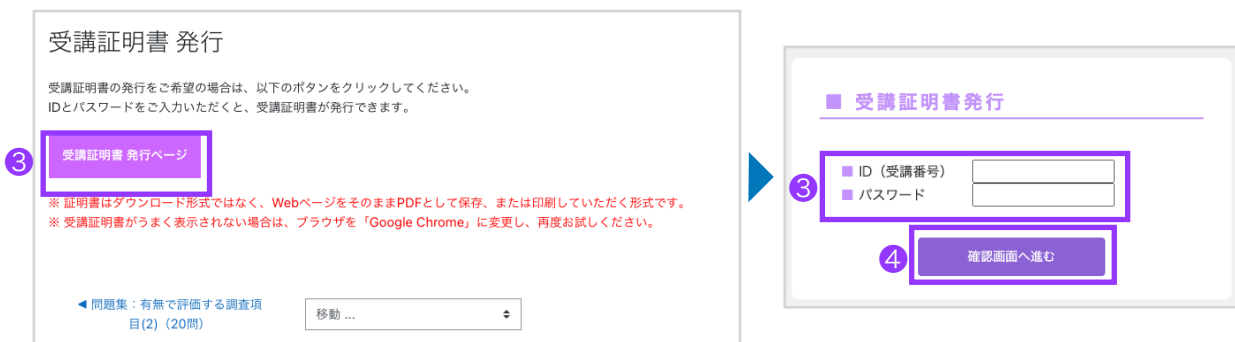 受講証明書 発行
受講証明書の発行をご希望の場合は、以下のボタンをクリックしてください。
IDとパスワードをご入力いただくと、受講証明書が発行できます。
③
受講証明書 発行ページ
※ 証明書はダウンロード形式ではなく、WebページをそのままPDFとして保存、または印刷していただく形式です。
※ 受講証明書がうまく表示されない場合は、ブラウザを「Google Chrome」に変更し、再度お試しください。
◀ 問題集：有無で評価する調査項
目(2)（20問）
移動 ...
■ 受講証明書発行
③
■ ID（受講番号）
■ パスワード
④
確認画面へ進む